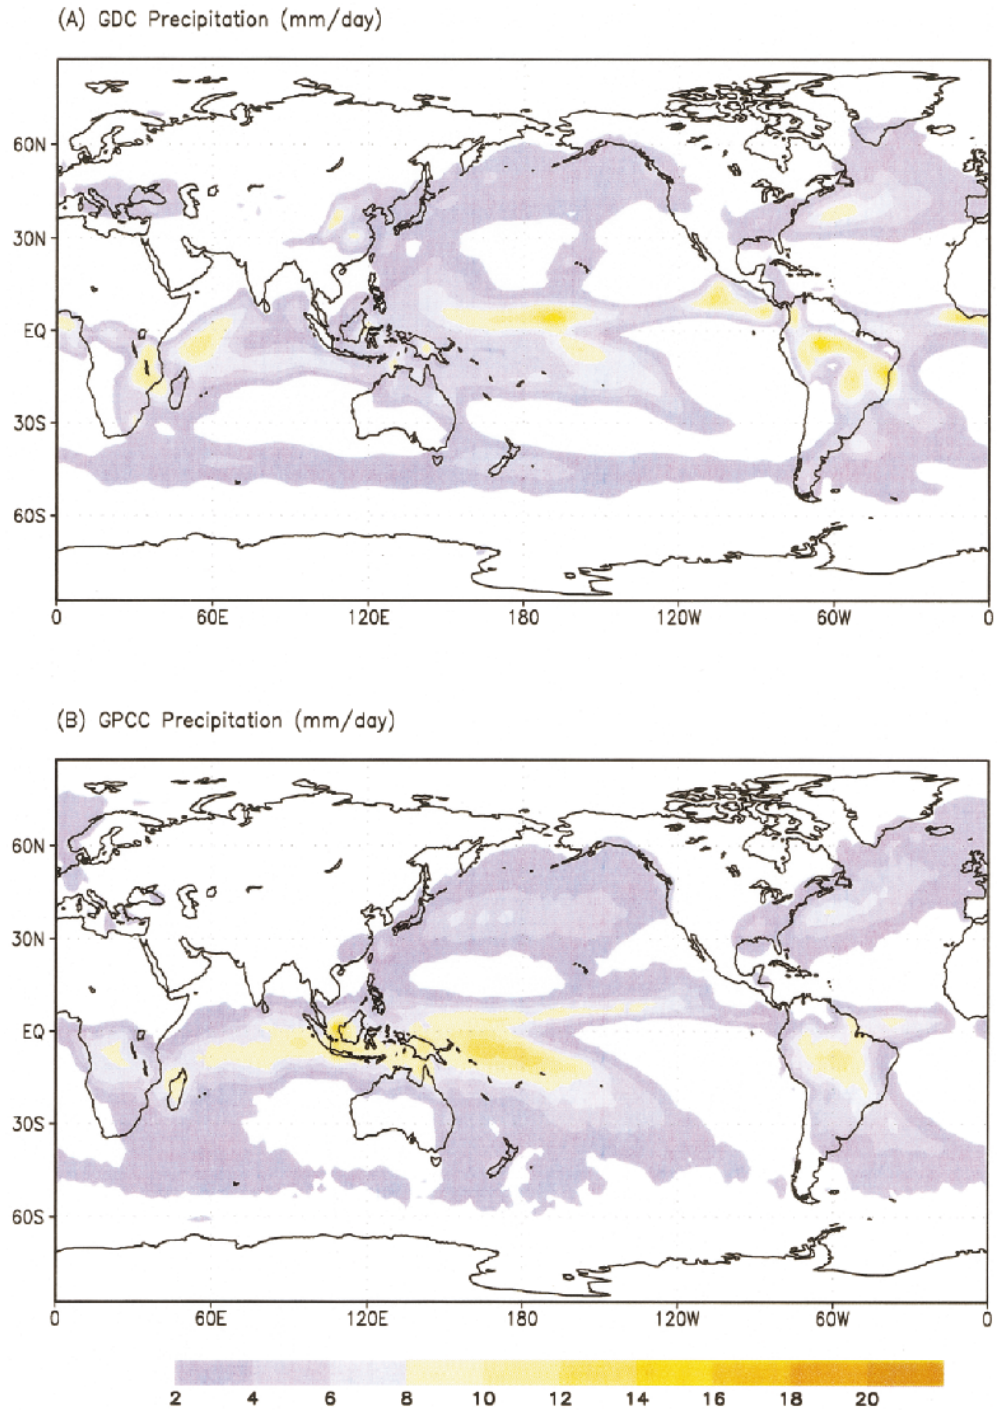 (A) GDC Precipitation (mm/day)
60N
30N
EQ
30S
60S
0 60E 120E 180 120W 60W 0
(B) GPCC Precipitation (mm/day)
60N
30N
EQ
30S
60S
0 60E 120E 180 120W 60W 0
2 4 6 8 10 12 14 16 18 20